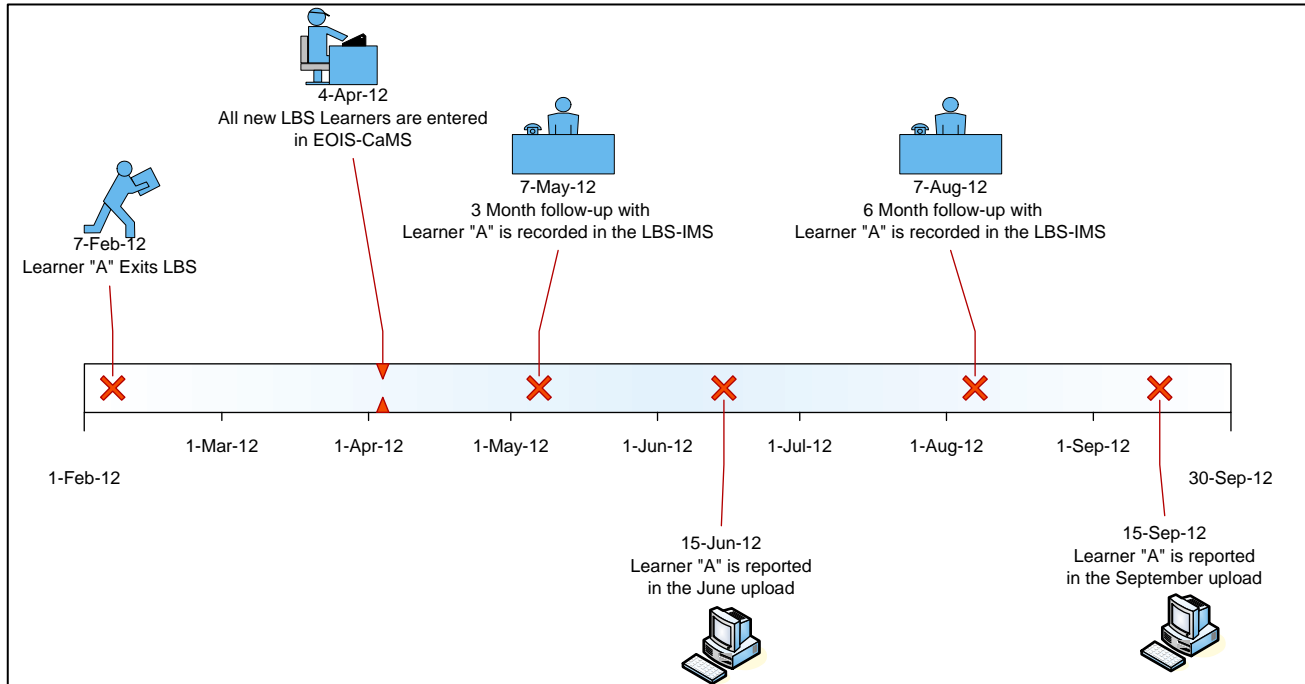 4-Apr-12
All new LBS Learners are entered
in EOIS-CaMS
7-Feb-12
Learner "A" Exits LBS
7-May-12
3 Month follow-up with
Learner "A" is recorded in the LBS-IMS
7-Aug-12
6 Month follow-up with
Learner "A" is recorded in the LBS-IMS
1-Feb-12
1-Mar-12
1-Apr-12
1-May-12
1-Jun-12
1-Jul-12
1-Aug-12
1-Sep-12
30-Sep-12
15-Jun-12
Learner "A" is reported
in the June upload
15-Sep-12
Learner "A" is reported
in the September upload